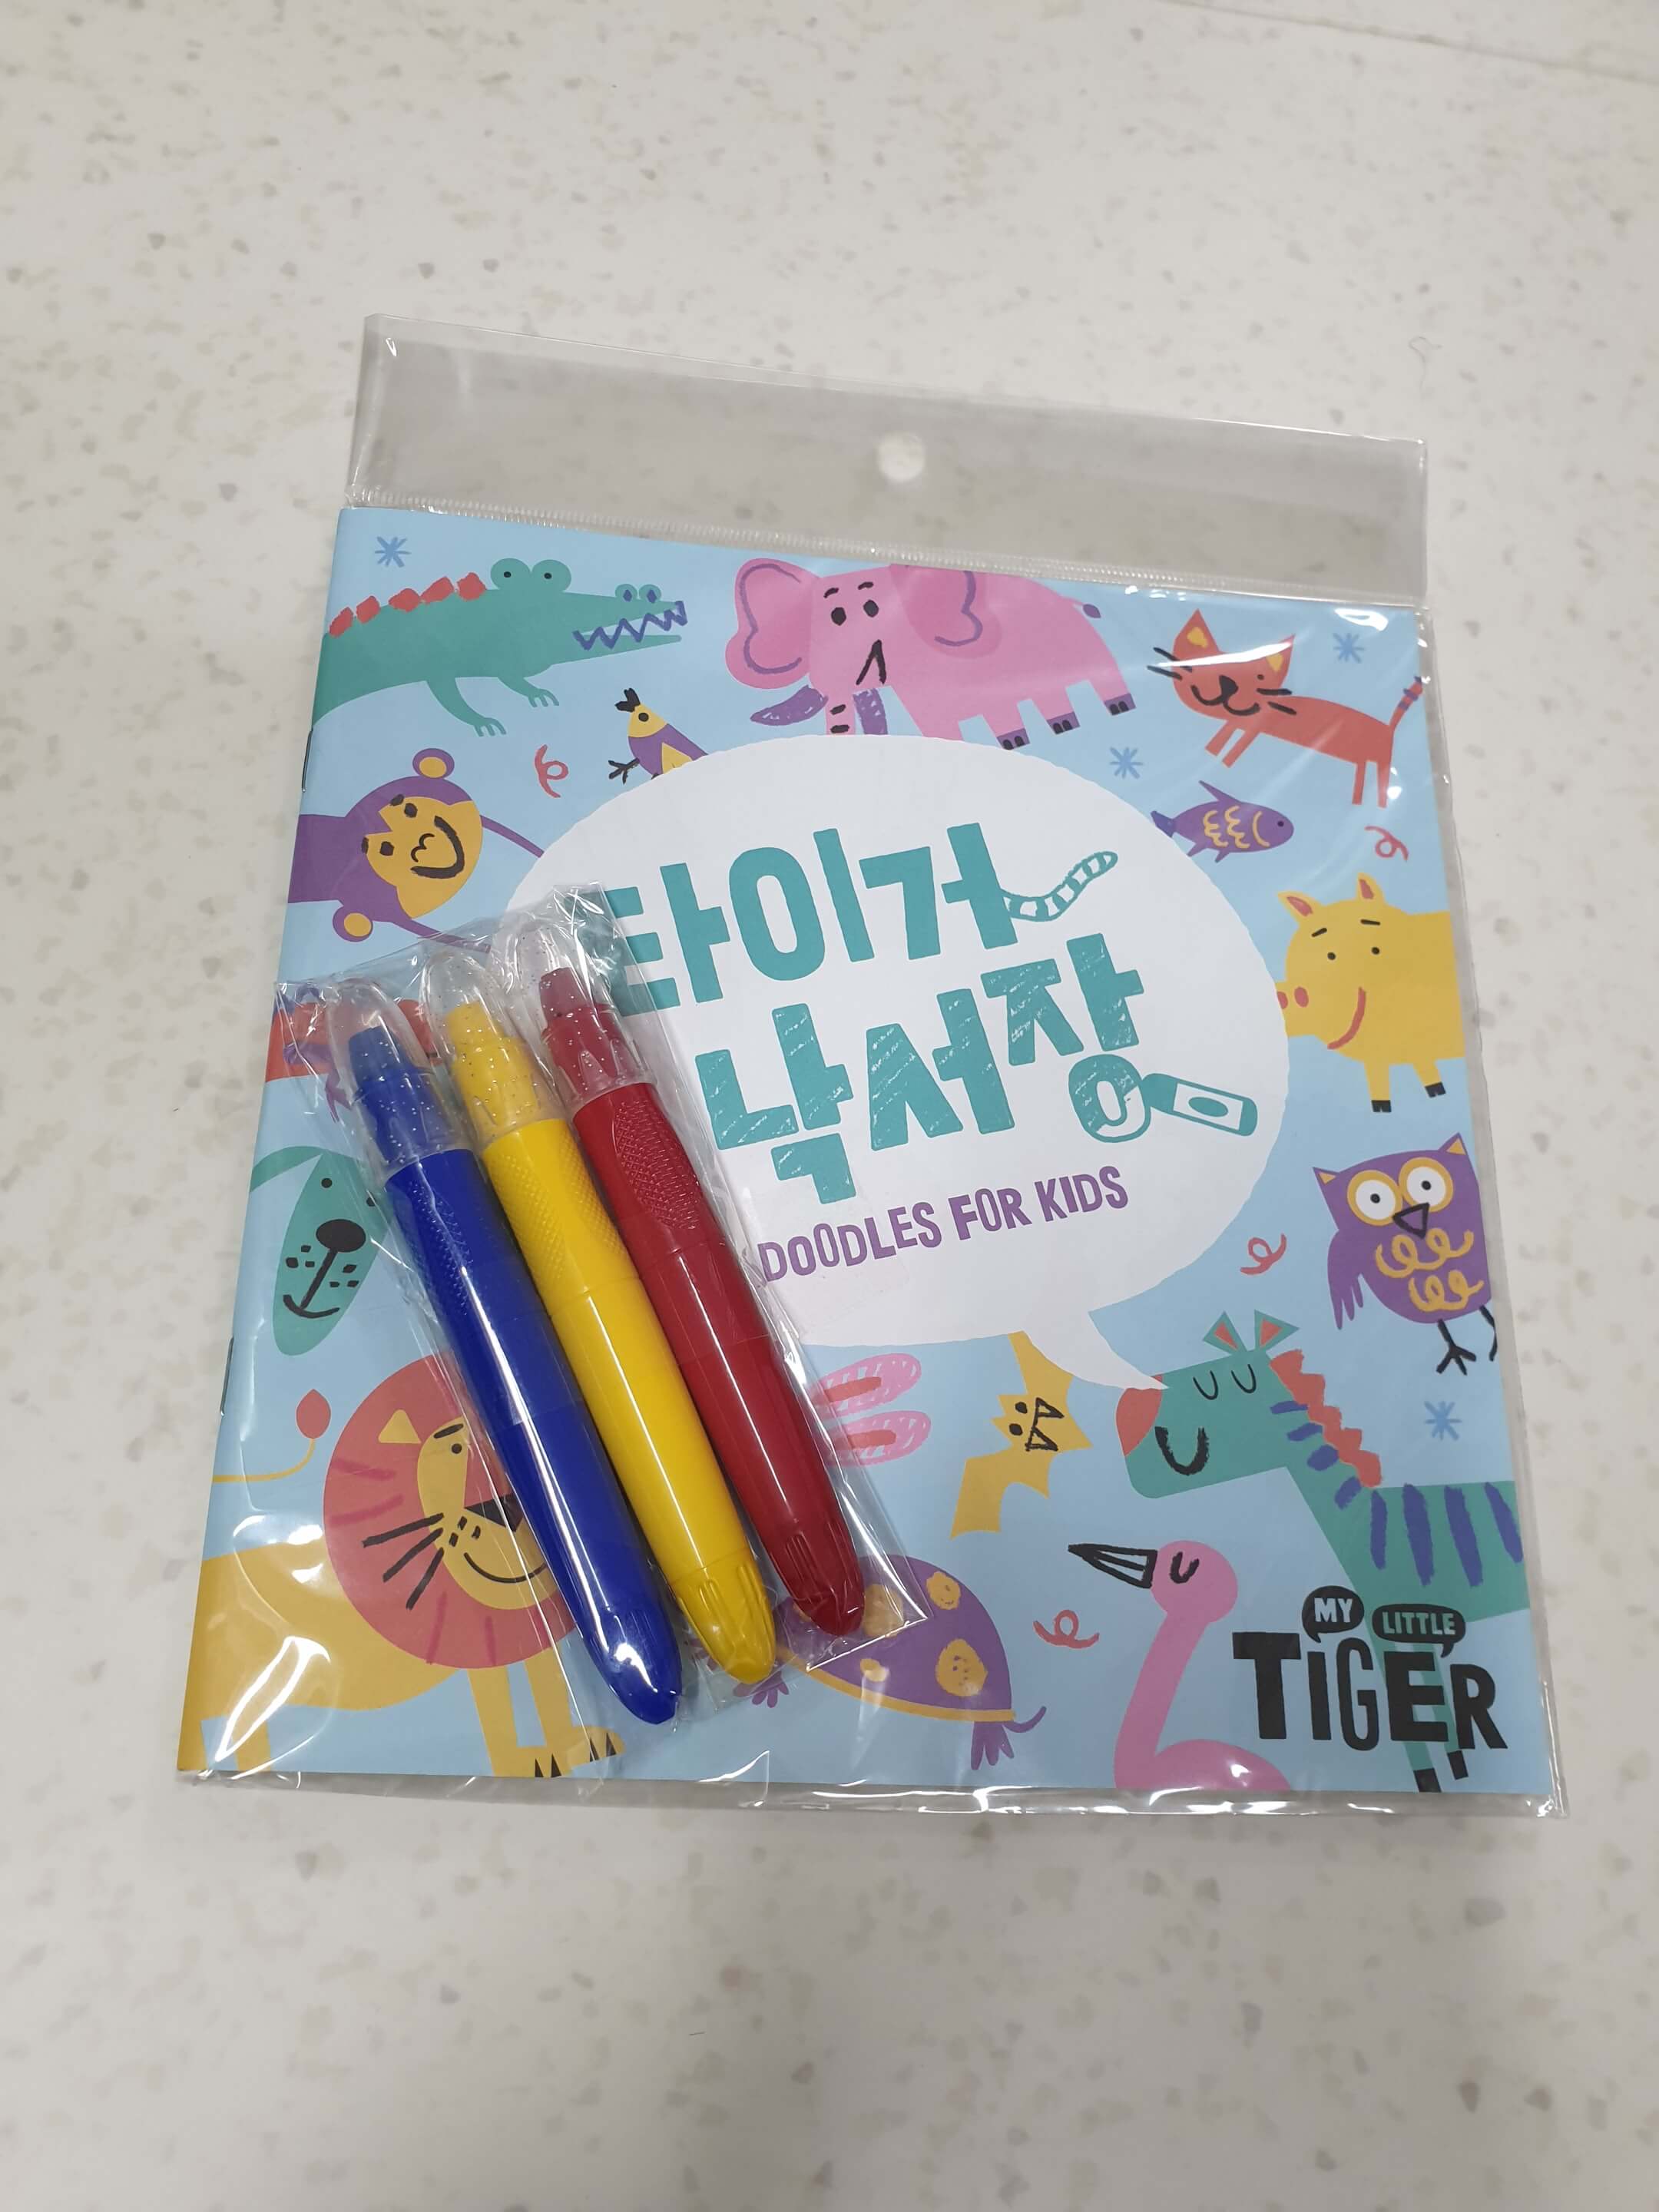 타이거
낙서장
DOODLES FOR KIDS
MY LITTLE
TIGER